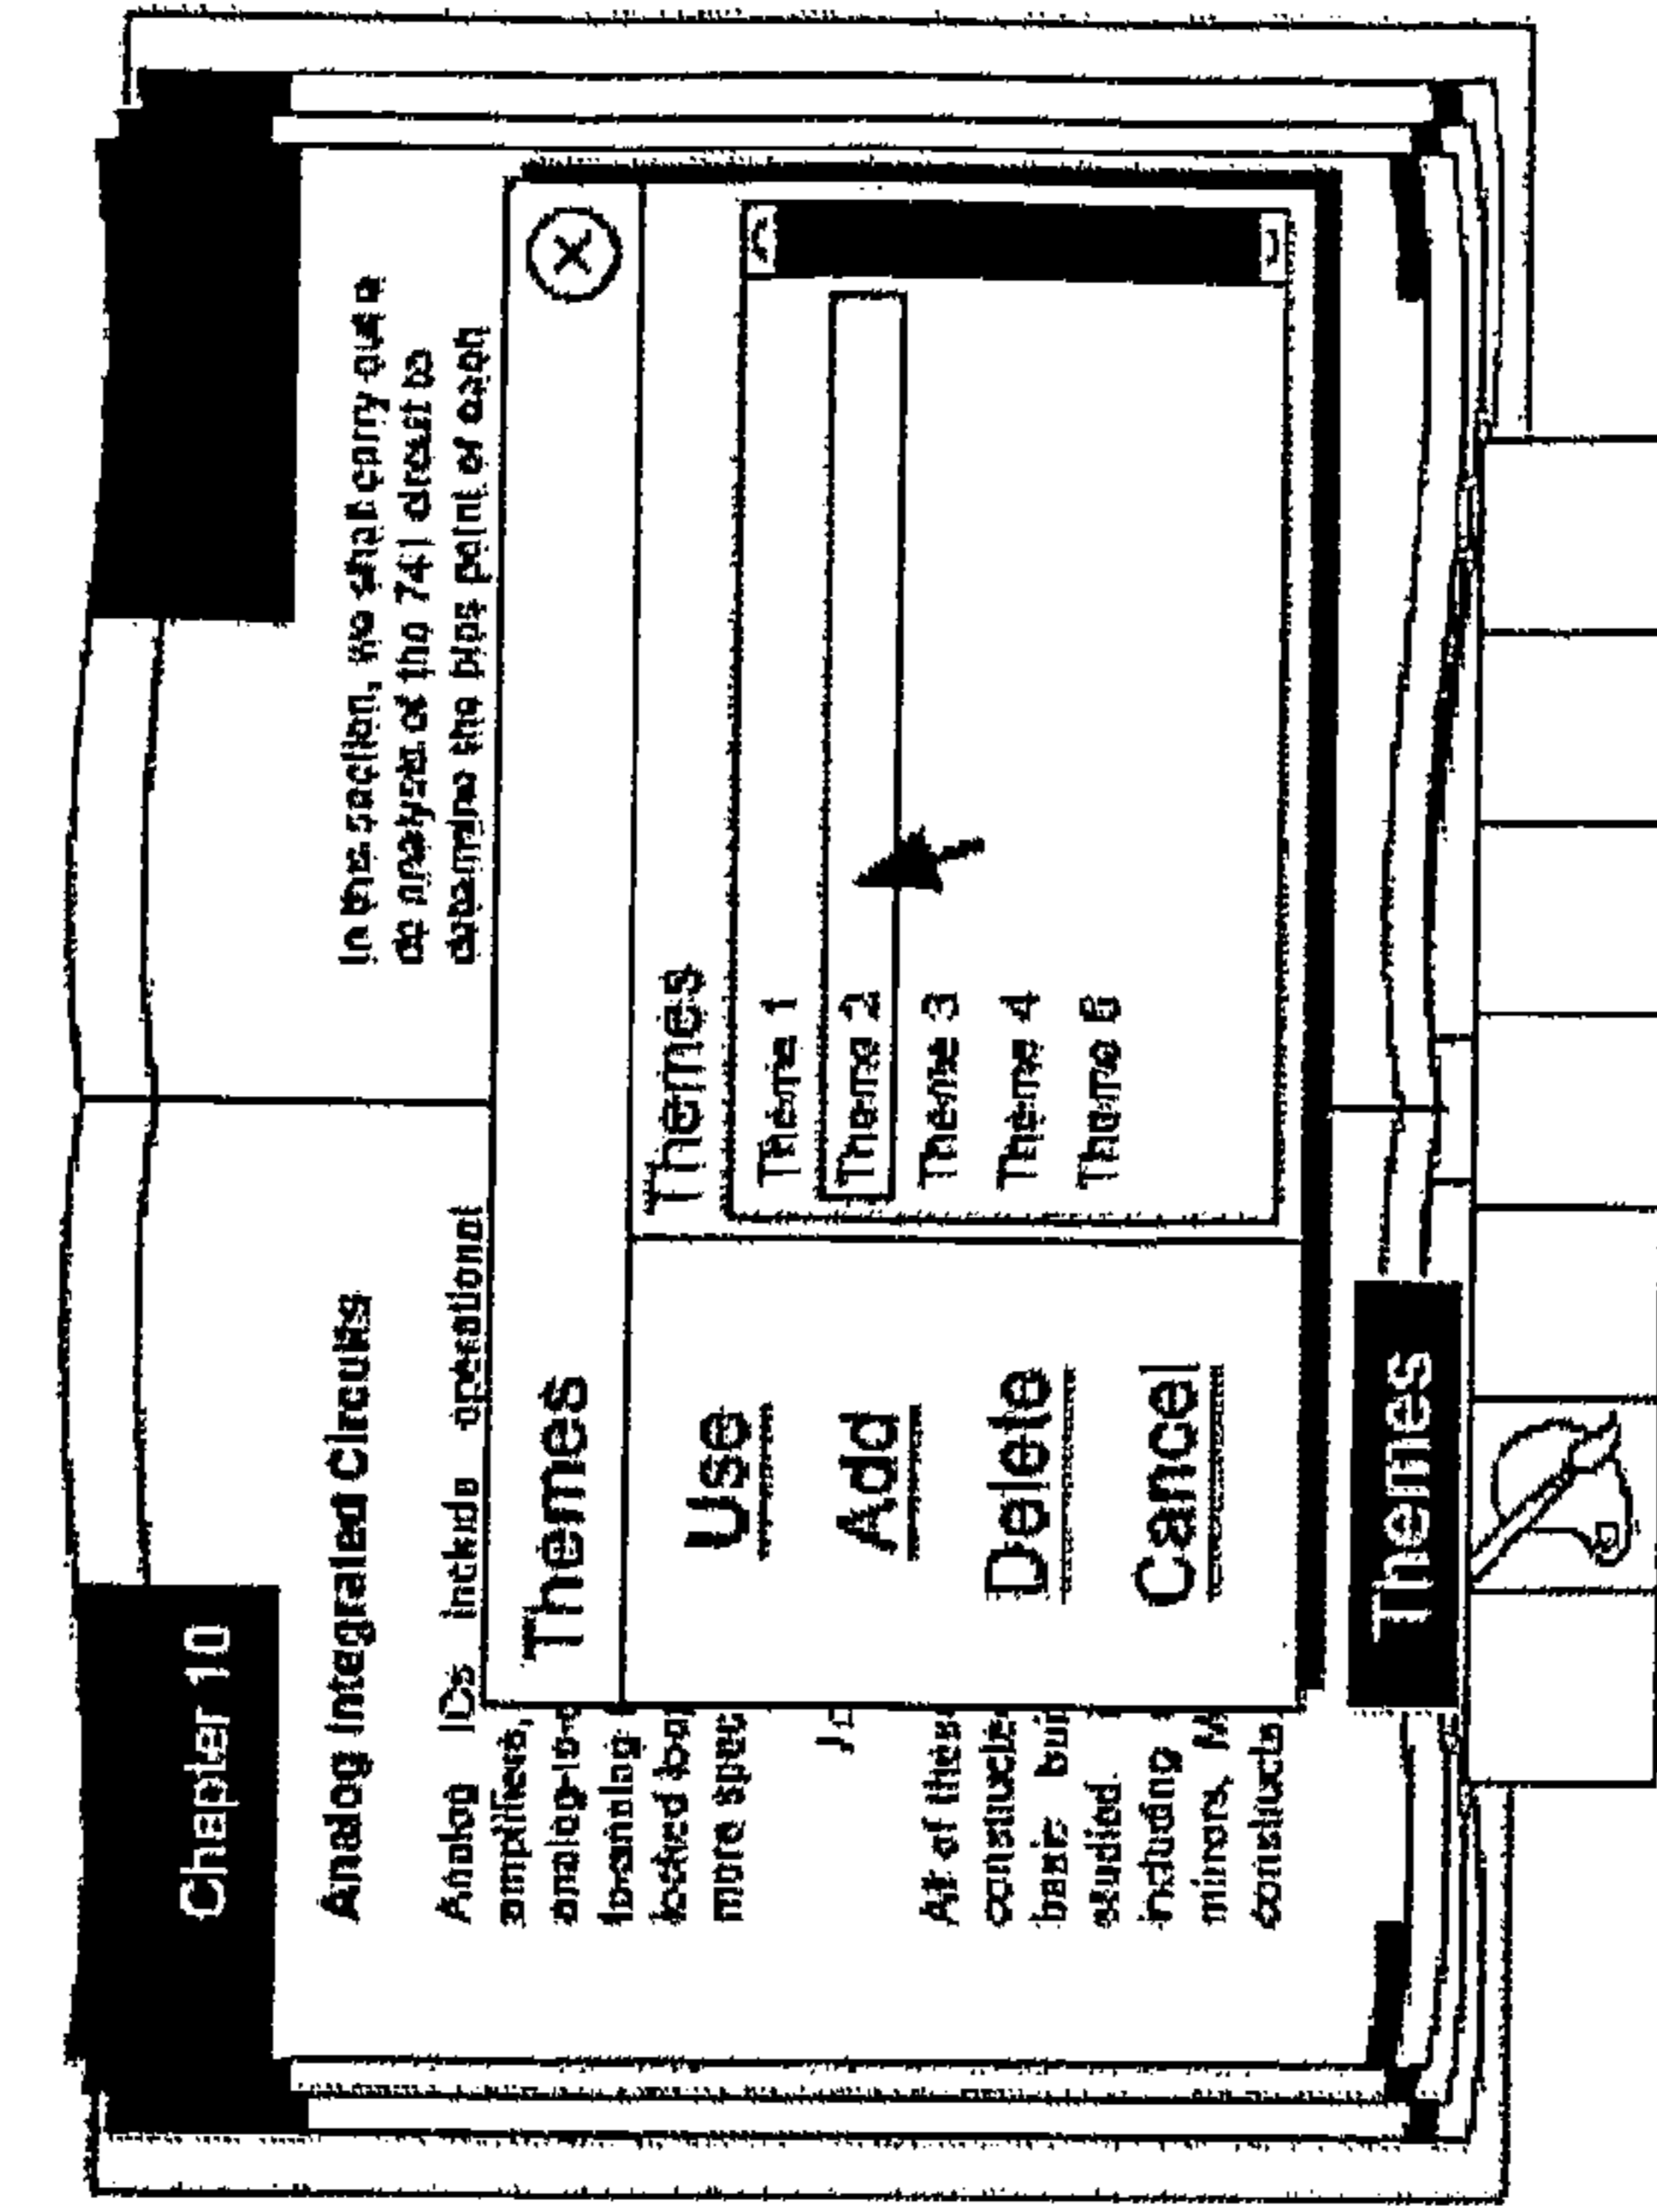 Chapter 10
Analog Integrated Circuits
Analog ICs include operational
amplifiers,
analog-to-
to-analog
locked loo
more spec
All of thes
constructe
basic buil
studied
including
mirrors, M
constructe
In this section, we shall carry out a
dc analysis of the 741 circuit to
determine the bias point of each
Themes
Use
Add
Delete
Cancel
Themes
Theme 1
Theme 2
Theme 3
Theme 4
Theme 5
Themes